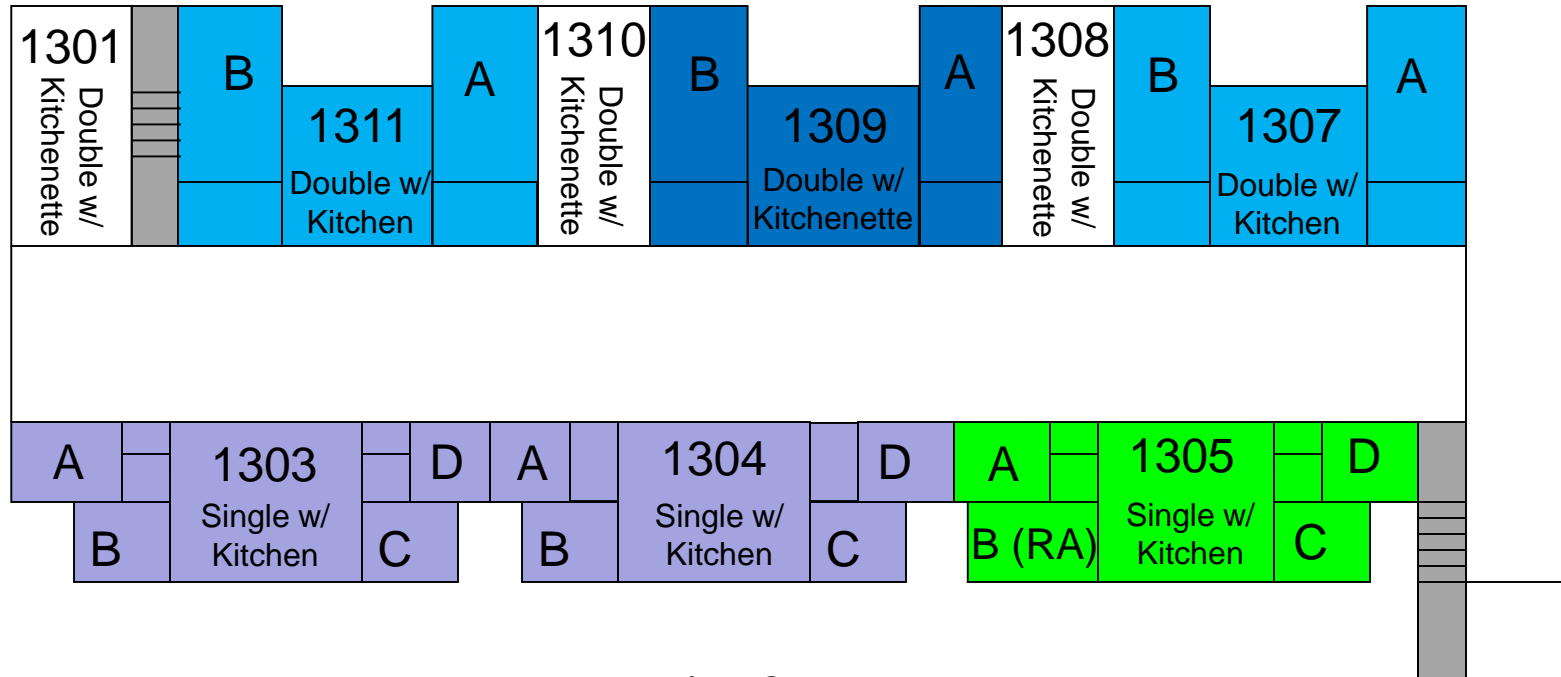 1301
Double w/
Kitchenette
B
1311
Double w/
Kitchen
A
1310
Double w/
Kitchenette
B
1309
Double w/
Kitchenette
A
1308
Double w/
Kitchenette
B
1307
Double w/
Kitchen
A
A
B
1303
Single w/
Kitchen
D
C
A
B
1304
Single w/
Kitchen
D
C
A
B (RA)
1305
Single w/
Kitchen
D
C